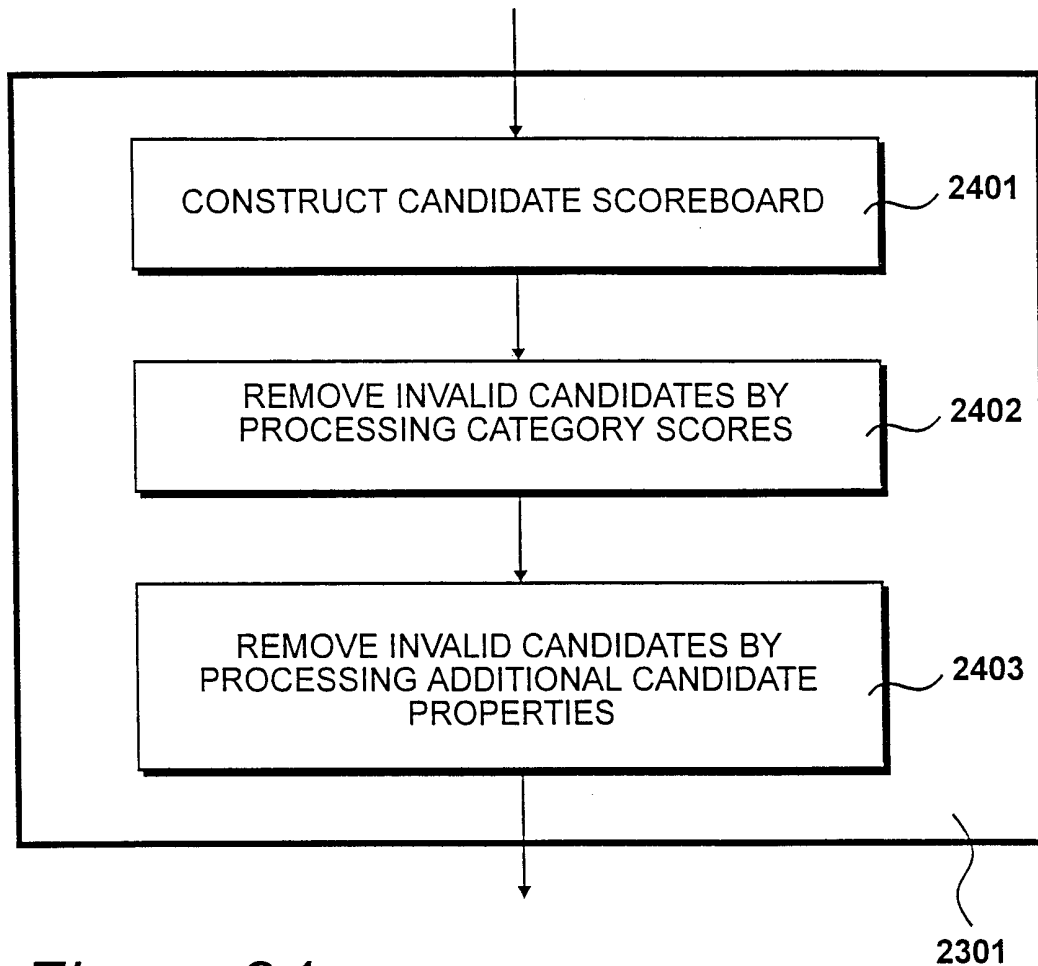 CONSTRUCT CANDIDATE SCOREBOARD
2401
REMOVE INVALID CANDIDATES BY
PROCESSING CATEGORY SCORES
2402
REMOVE INVALID CANDIDATES BY
PROCESSING ADDITIONAL CANDIDATE
PROPERTIES
2403
2301